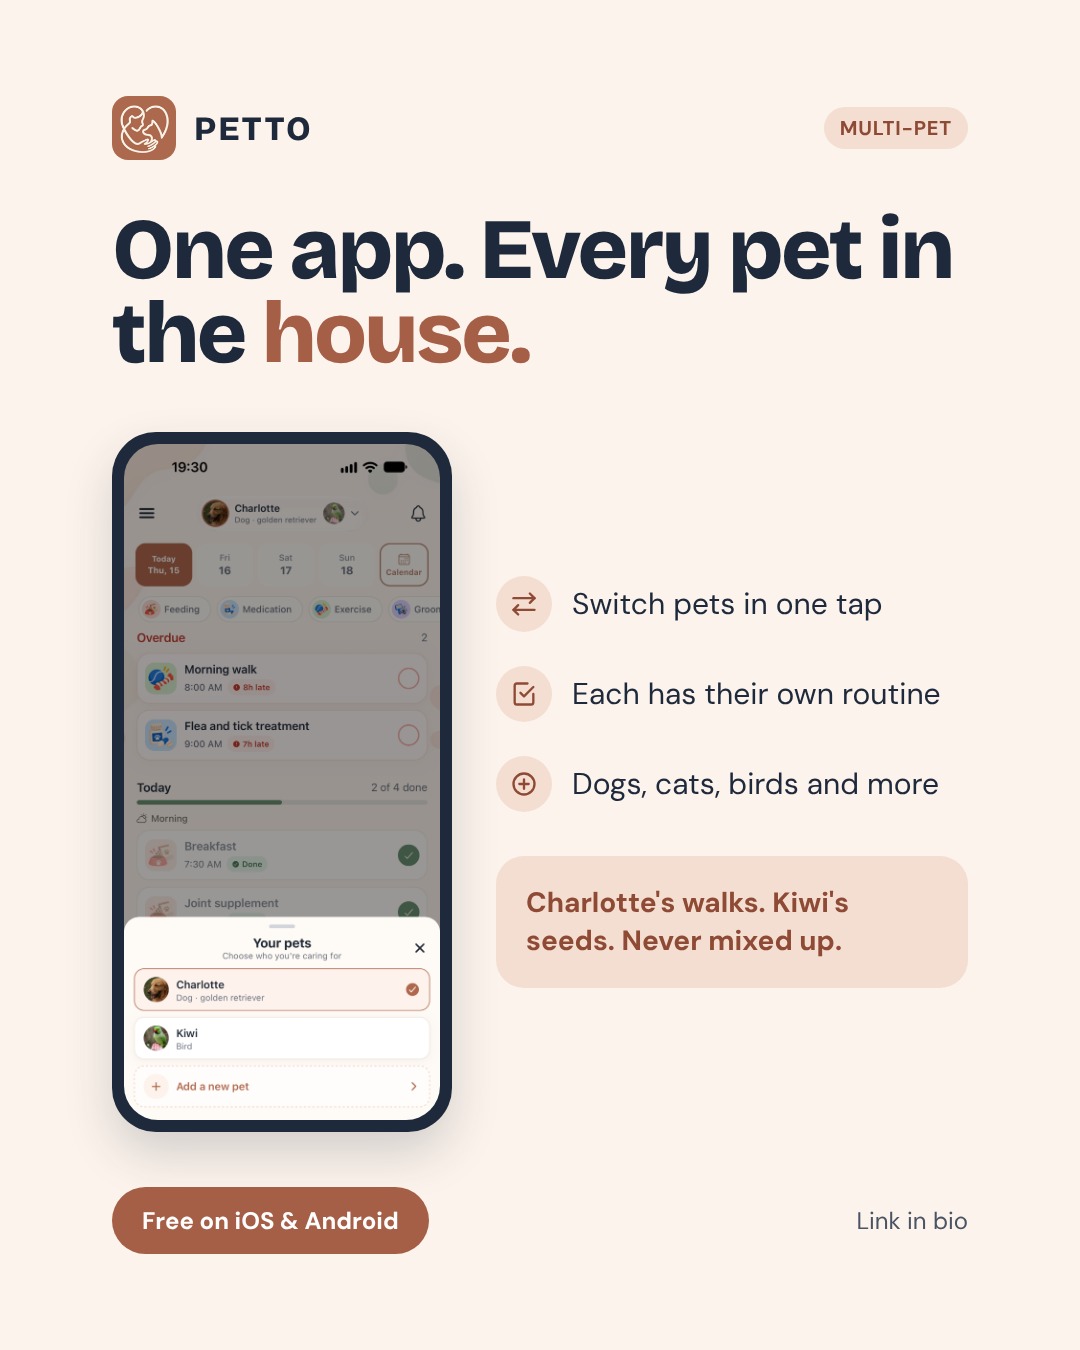 PETTO
MULTI-PET
One app. Every pet in
the house.
19:30
Charlotte
Dog · golden retriever
Today
Thu, 15
Fri
16
Sat
17
Sun
18
Calendar
Feeding
Medication
Exercise
Groon
Overdue
2
Morning walk
8:00 AM
8h late
Flea and tick treatment
9:00 AM
7h late
Today
2 of 4 done
Morning
Breakfast
7:30 AM
Done
Joint supplement
Your pets
Choose who you're caring for
Charlotte
Dog · golden retriever
Kiwi
Bird
Add a new pet
Switch pets in one tap
Each has their own routine
Dogs, cats, birds and more
Charlotte's walks. Kiwi's
seeds. Never mixed up.
Free on iOS & Android
Link in bio